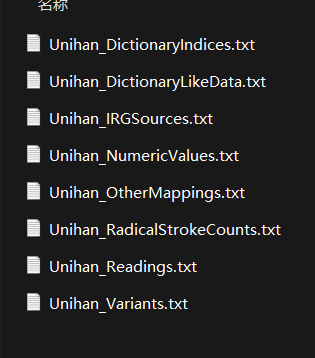 名称
Unihan_DictionaryIndices.txt
Unihan_DictionaryLikeData.txt
Unihan_IRGSources.txt
Unihan_NumericValues.txt
Unihan_OtherMappings.txt
Unihan_RadicalStrokeCounts.txt
Unihan_Readings.txt
Unihan_Variants.txt